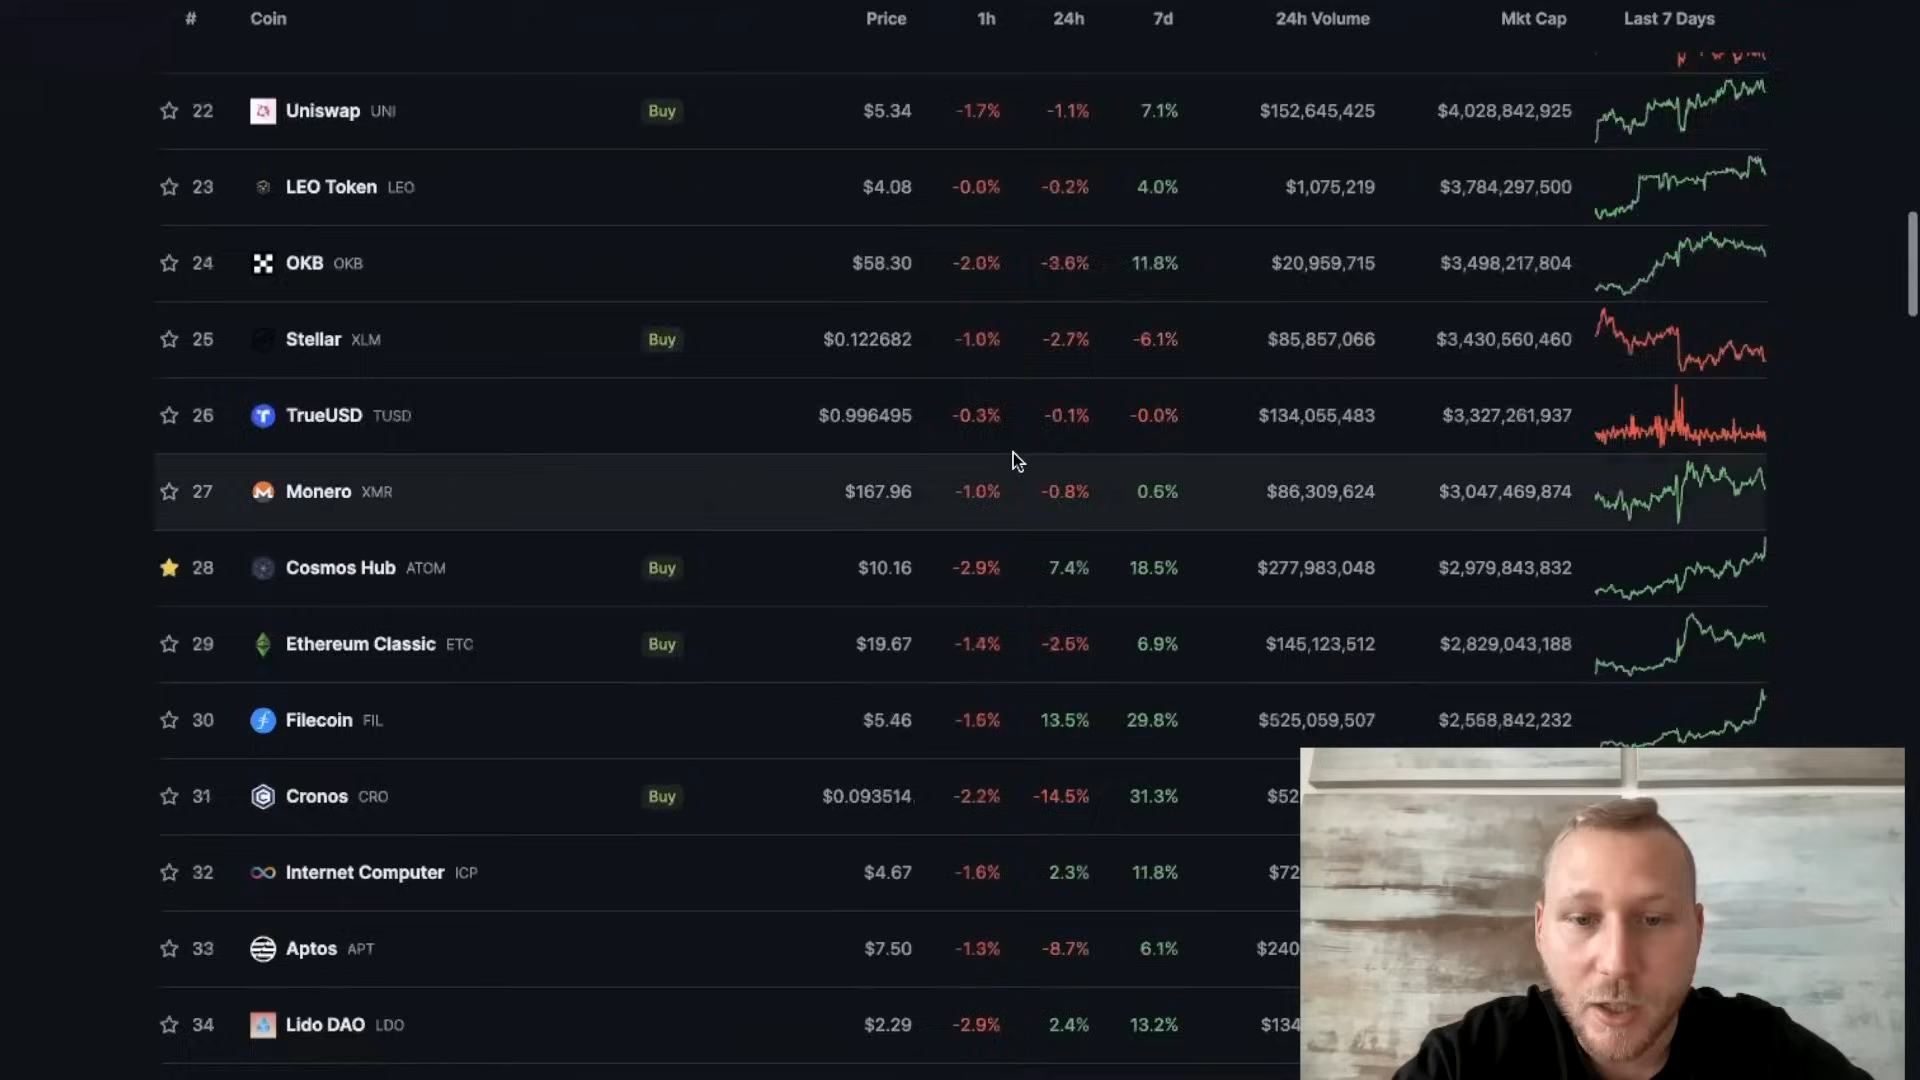 # Coin Price 1h 24h 7d 24h Volume Mkt Cap Last 7 Days
22 Uniswap UNI Buy $5.34 -1.7% -1.1% 7.1% $152,645,425 $4,028,842,925
23 LEO Token LEO $4.08 -0.0% -0.2% 4.0% $1,075,219 $3,784,297,500
24 OKB OKB $58.30 -2.0% -3.6% 11.8% $20,959,715 $3,498,217,804
25 Stellar XLM Buy $0.122682 -1.0% -2.7% -6.1% $85,857,066 $3,430,560,460
26 TrueUSD TUSD $0.996495 -0.3% -0.1% -0.0% $134,055,483 $3,327,261,937
27 Monero XMR $167.96 -1.0% -0.8% 0.6% $86,309,624 $3,047,469,874
28 Cosmos Hub ATOM Buy $10.16 -2.9% 7.4% 18.5% $277,983,048 $2,979,843,832
29 Ethereum Classic ETC Buy $19.67 -1.4% -2.5% 6.9% $145,123,512 $2,829,043,188
30 Filecoin FIL $5.46 -1.6% 13.5% 29.8% $525,059,507 $2,558,842,232
31 Cronos CRO Buy $0.093514 -2.2% -14.5% 31.3% $52
32 Internet Computer ICP $4.67 -1.6% 2.3% 11.8% $72
33 Aptos APT $7.50 -1.3% -8.7% 6.1% $240
34 Lido DAO LDO $2.29 -2.9% 2.4% 13.2% $134